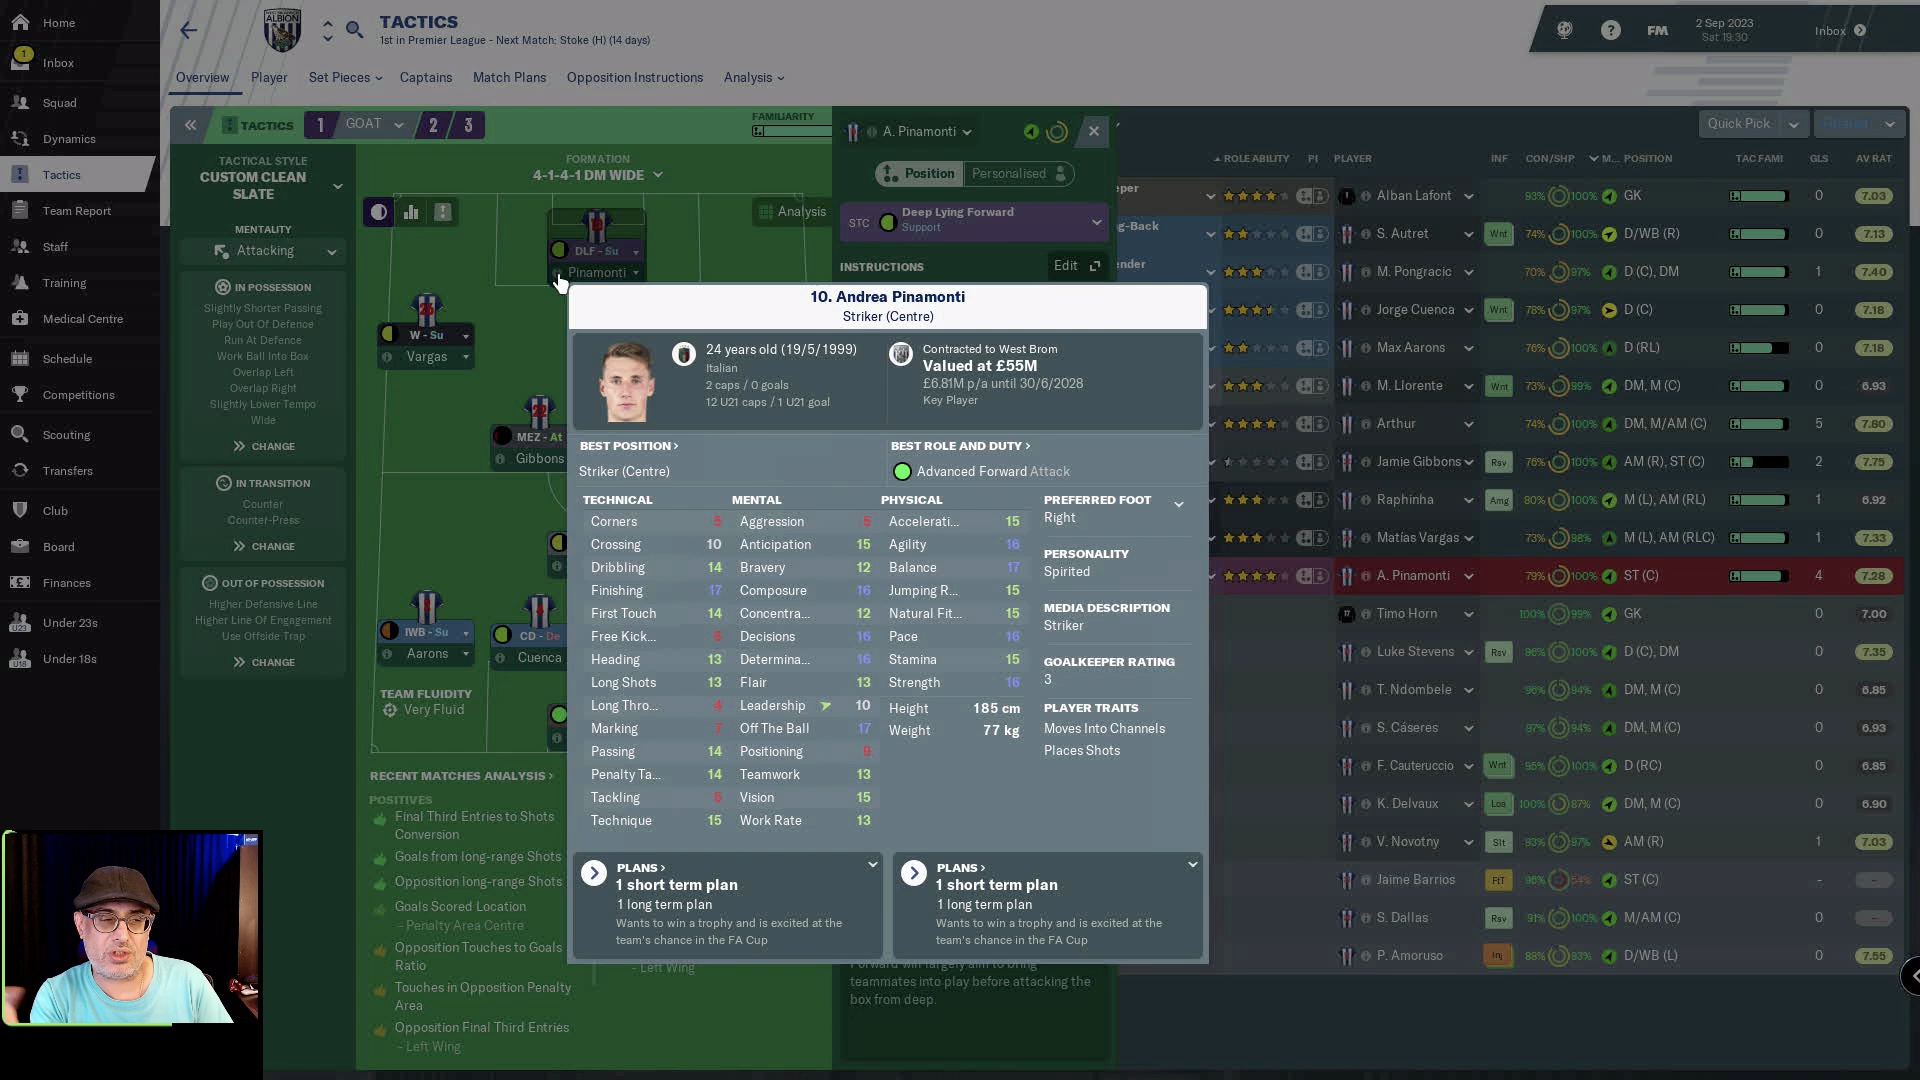 Home
1
Inbox
Squad
Dynamics
Tactics
Team Report
Staff
Training
Medical Centre
Schedule
Competitions
Scouting
Transfers
Club
Board
Finances
Under 23s
Under 18s
ALBION
TACTICS
1st in Premier League - Next Match: Stoke (H) (14 days)
FM
2 Sep 2023
Sat 19:30
Inbox
Overview
Player
Set Pieces
Captains
Match Plans
Opposition Instructions
Analysis
TACTICS
1
GOAT
2
3
FAMILIARITY
TACTICAL STYLE
CUSTOM CLEAN
SLATE
MENTALITY
Attacking
IN POSSESSION
Slightly Shorter Passing
Play Out Of Defence
Run At Defence
Work Ball Into Box
Overlap Left
Overlap Right
Slightly Lower Tempo
Wide
CHANGE
IN TRANSITION
Counter
Counter-Press
CHANGE
OUT OF POSSESSION
Higher Defensive Line
Higher Line Of Engagement
Use Offside Trap
CHANGE
FORMATION
4-1-4-1 DM WIDE
Analysis
DLF - Su
Pinamonti
W - Su
Vargas
22
MEZ - At
Gibbons
IWB - Su
Aarons
CD - De
Cuenca
TEAM FLUIDITY
Very Fluid
RECENT MATCHES ANALYSIS
POSITIVES
Final Third Entries to Shots
Conversion
Goals from long-range Shots
Opposition long-range Shots
Goals Scored Location
- Penalty Area Centre
Opposition Touches to Goals
Ratio
Touches in Opposition Penalty
Area
Opposition Final Third Entries
- Left Wing
- Left Wing
A. Pinamonti
Position
Personalised
STC
Deep Lying Forward
Support
INSTRUCTIONS
Edit
teammates into play before attacking the
box from deep.
10. Andrea Pinamonti
Striker (Centre)
24 years old (19/5/1999)
Italian
2 caps / 0 goals
12 U21 caps / 1 U21 goal
Contracted to West Brom
Valued at £55M
£6.81M p/a until 30/6/2028
Key Player
BEST POSITION
Striker (Centre)
BEST ROLE AND DUTY
Advanced Forward Attack
TECHNICAL
Corners 5
Crossing 10
Dribbling 14
Finishing 17
First Touch 14
Free Kick...
Heading 13
Long Shots 13
Long Thro... 4
Marking 7
Passing 14
Penalty Ta... 14
Tackling
Technique 15
MENTAL
Aggression
Anticipation 15
Bravery 12
Composure 16
Concentra... 12
Decisions 16
Determina... 16
Flair 13
Leadership 10
Off The Ball 17
Positioning 9
Teamwork 13
Vision 15
Work Rate 13
PHYSICAL
Accelerati... 15
Agility 16
Balance 17
Jumping R... 15
Natural Fit... 15
Pace 16
Stamina 15
Strength 16
Height 185 cm
Weight 77 kg
PREFERRED FOOT
Right
PERSONALITY
Spirited
MEDIA DESCRIPTION
Striker
GOALKEEPER RATING
3
PLAYER TRAITS
Moves Into Channels
Places Shots
PLANS
1 short term plan
1 long term plan
Wants to win a trophy and is excited at the
team's chance in the FA Cup
PLANS
1 short term plan
1 long term plan
Wants to win a trophy and is excited at the
team's chance in the FA Cup
Quick Pick
ROLE ABILITY PI PLAYER INF CON/SHP M... POSITION TAC FAMI GLS AV RAT
Alban Lafont 93% 100% GK 0 7.03
S. Autret Wnt 74% 100% D/WB (R) 0 7.13
M. Pongracic 70% 97% D (C), DM 1 7.40
Jorge Cuenca Wnt 78% 97% D (C) 0 7.18
Max Aarons 76% 100% D (RL) 0 7.18
M. Llorente Wnt 73% 99% DM, M (C) 0 6.93
Arthur 74% 100% DM, M/AM (C) 5 7.80
Jamie Gibbons Rsv 76% 100% AM (R), ST (C) 2 7.75
Raphinha Amg 80% 100% M (L), AM (RL) 1 6.92
Matías Vargas 73% 98% M (L), AM (RLC) 1 7.33
A. Pinamonti 79% 100% ST (C) 4 7.28
Timo Horn 100% 99% GK 0 7.00
Luke Stevens Rsv 96% 100% D (C), DM 0 7.35
T. Ndombele 96% 94% DM, M (C) 0 6.85
S. Cáseres 97% 94% DM, M (C) 0 6.93
F. Cauteruccio Wnt 95% 100% D (RC) 0 6.85
K. Delvaux Loa 100% 87% DM, M (C) 0 6.90
V. Novotny Slt 93% 97% AM (R) 1 7.03
Jaime Barrios FtT 96% 54% ST (C) - -
S. Dallas Rsv 91% 100% M/AM (C) 0 -
P. Amoruso Inj 88% 93% D/WB (L) 0 7.55